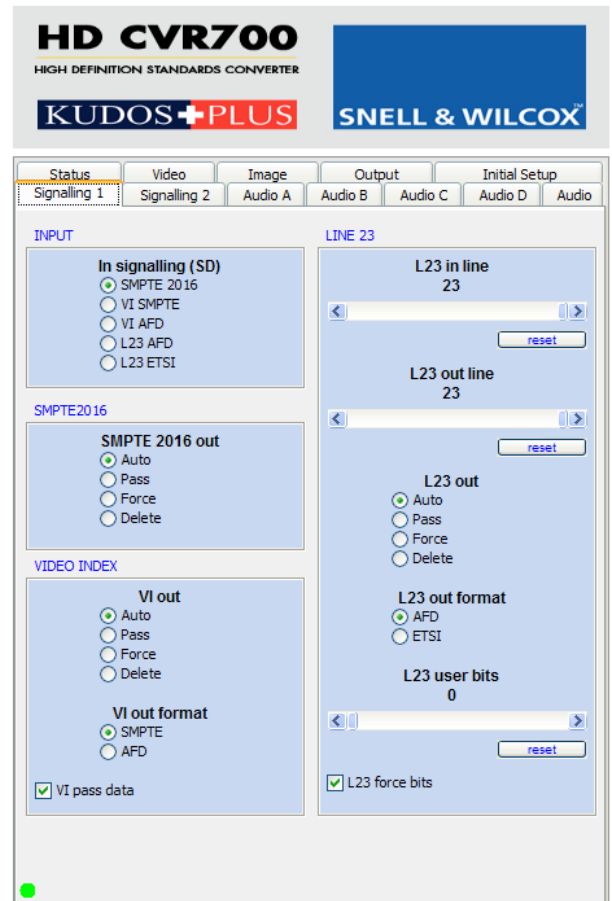 HD CVR700
HIGH DEFINITION STANDARDS CONVERTER
KUDOS PLUS
SNELL & WILCOX™
Status
Video
Image
Output
Initial Setup
Signalling 1
Signalling 2
Audio A
Audio B
Audio C
Audio D
Audio
INPUT
In signalling (SD)
SMPTE 2016
VI SMPTE
VI AFD
L23 AFD
L23 ETSI
SMPTE2016
SMPTE 2016 out
Auto
Pass
Force
Delete
VIDEO INDEX
VI out
Auto
Pass
Force
Delete
VI out format
SMPTE
AFD
VI pass data
LINE 23
L23 in line
23
reset
L23 out line
23
reset
L23 out
Auto
Pass
Force
Delete
L23 out format
AFD
ETSI
L23 user bits
0
reset
L23 force bits